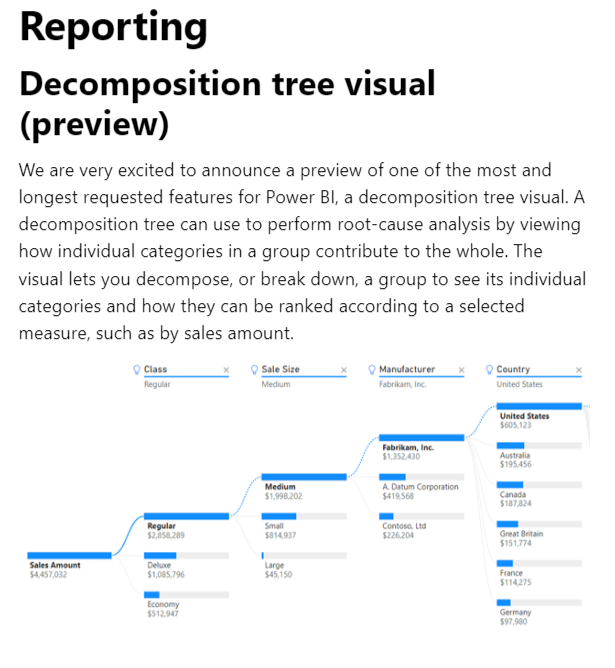 Reporting
Decomposition tree visual
(preview)
We are very excited to announce a preview of one of the most and
longest requested features for Power BI, a decomposition tree visual. A
decomposition tree can use to perform root-cause analysis by viewing
how individual categories in a group contribute to the whole. The
visual lets you decompose, or break down, a group to see its individual
categories and how they can be ranked according to a selected
measure, such as by sales amount.
Class
Regular
Sale Size
Medium
Manufacturer
Fabrikam, Inc.
Country
United States
Sales Amount
$4,457,032
Regular
$2,858,289
Deluxe
$1,085,796
Economy
$512,947
Medium
$1,998,202
Small
$814,937
Large
$45,150
Fabrikam, Inc.
$1,352,430
A. Datum Corporation
$419,568
Contoso, Ltd
$226,204
United States
$605,123
Australia
$195,456
Canada
$187,824
Great Britain
$151,774
France
$114,275
Germany
$97,980